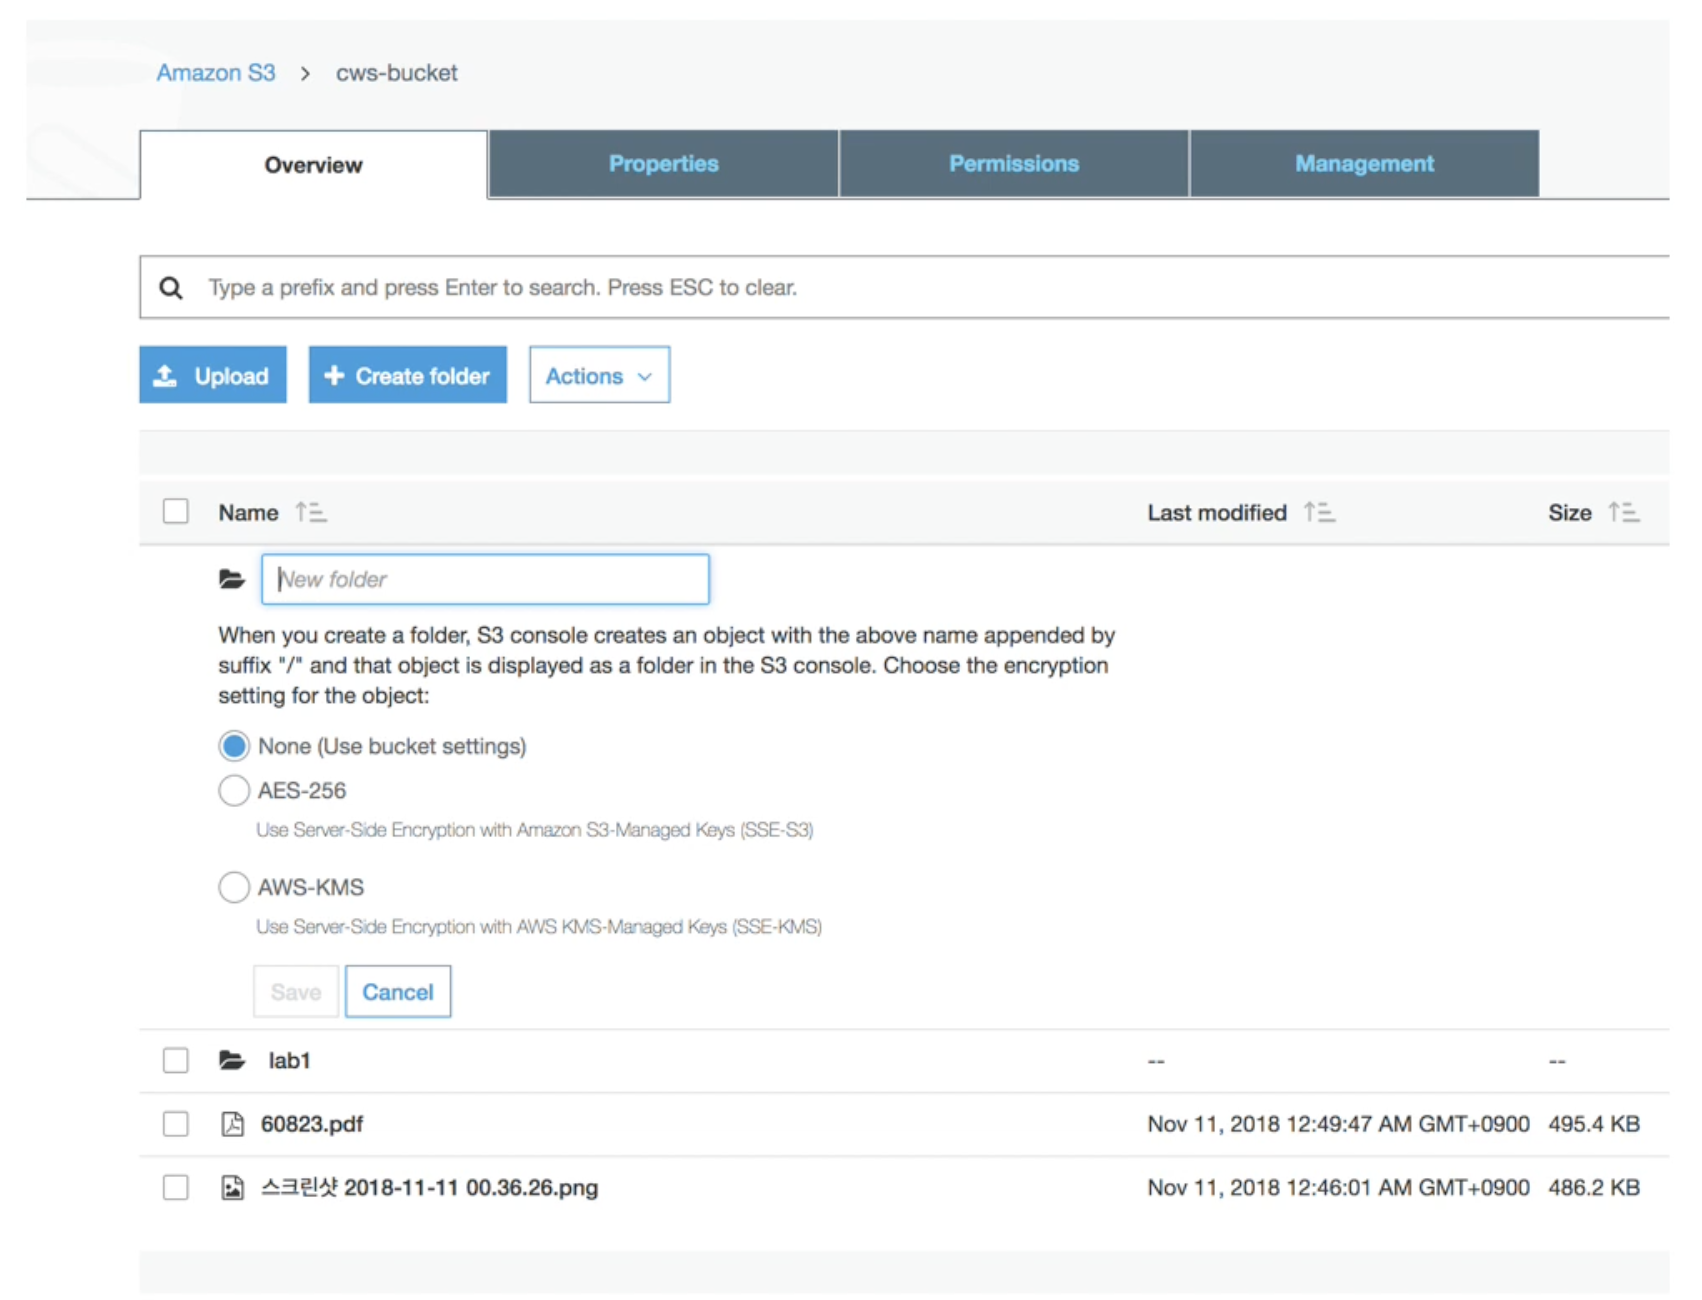 Amazon S3 > cws-bucket
Overview Properties Permissions Management
Type a prefix and press Enter to search. Press ESC to clear.
Upload + Create folder Actions
Name Last modified Size
New folder
When you create a folder, S3 console creates an object with the above name appended by
suffix "/" and that object is displayed as a folder in the S3 console. Choose the encryption
setting for the object:
None (Use bucket settings)
AES-256
Use Server-Side Encryption with Amazon S3-Managed Keys (SSE-S3)
AWS-KMS
Use Server-Side Encryption with AWS KMS-Managed Keys (SSE-KMS)
Save Cancel
lab1 -- --
60823.pdf Nov 11, 2018 12:49:47 AM GMT+0900 495.4 KB
스크린샷 2018-11-11 00.36.26.png Nov 11, 2018 12:46:01 AM GMT+0900 486.2 KB